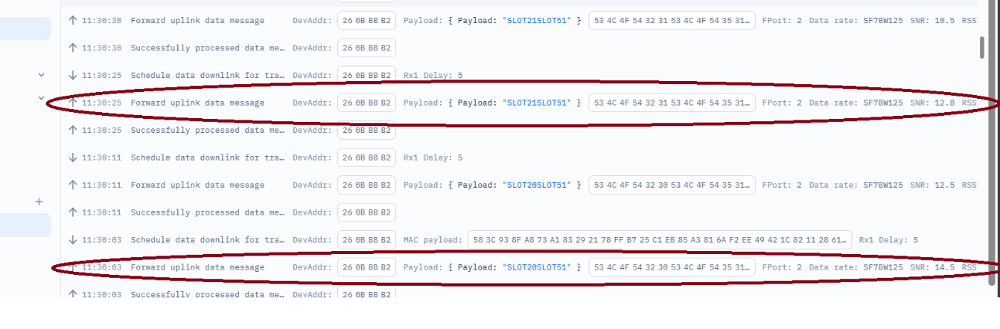 ↑ 11:30:30 Forward uplink data message DevAddr: 26 0B BB B2 Payload: { Payload: "SLOT21SLOT51" } 53 4C 4F 54 32 31 53 4C 4F 54 35 31… FPort: 2 Data rate: SF7BW125 SNR: 10.5 RSS
↑ 11:30:30 Successfully processed data me… DevAddr: 26 0B BB B2
↓ 11:30:25 Schedule data downlink for tra… DevAddr: 26 0B BB B2 Rx1 Delay: 5
↑ 11:30:25 Forward uplink data message DevAddr: 26 0B BB B2 Payload: { Payload: "SLOT21SLOT51" } 53 4C 4F 54 32 31 53 4C 4F 54 35 31… FPort: 2 Data rate: SF7BW125 SNR: 12.8 RSS
↑ 11:30:25 Successfully processed data me… DevAddr: 26 0B BB B2
↓ 11:30:11 Schedule data downlink for tra… DevAddr: 26 0B BB B2 Rx1 Delay: 5
↑ 11:30:11 Forward uplink data message DevAddr: 26 0B BB B2 Payload: { Payload: "SLOT20SLOT51" } 53 4C 4F 54 32 30 53 4C 4F 54 35 31… FPort: 2 Data rate: SF7BW125 SNR: 12.5 RSS
↑ 11:30:11 Successfully processed data me… DevAddr: 26 0B BB B2
↓ 11:30:03 Schedule data downlink for tra… DevAddr: 26 0B BB B2 MAC payload: 58 3C 93 8F A8 73 A1 83 29 21 78 FF B7 25 C1 EB 85 A3 81 6A F2 EE 49 42 1C 82 11 28 61… Rx1 Delay: 5
↑ 11:30:03 Forward uplink data message DevAddr: 26 0B BB B2 Payload: { Payload: "SLOT20SLOT51" } 53 4C 4F 54 32 30 53 4C 4F 54 35 31… FPort: 2 Data rate: SF7BW125 SNR: 14.5 RSS
↑ 11:30:03 Successfully processed data me… DevAddr: 26 0B BB B2